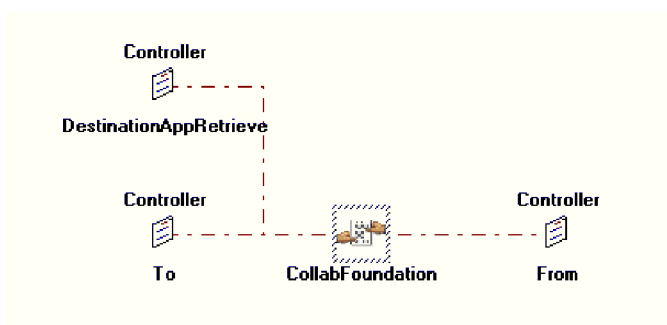 Controller
DestinationAppRetrieve
Controller
Controller
To
CollabFoundation
From